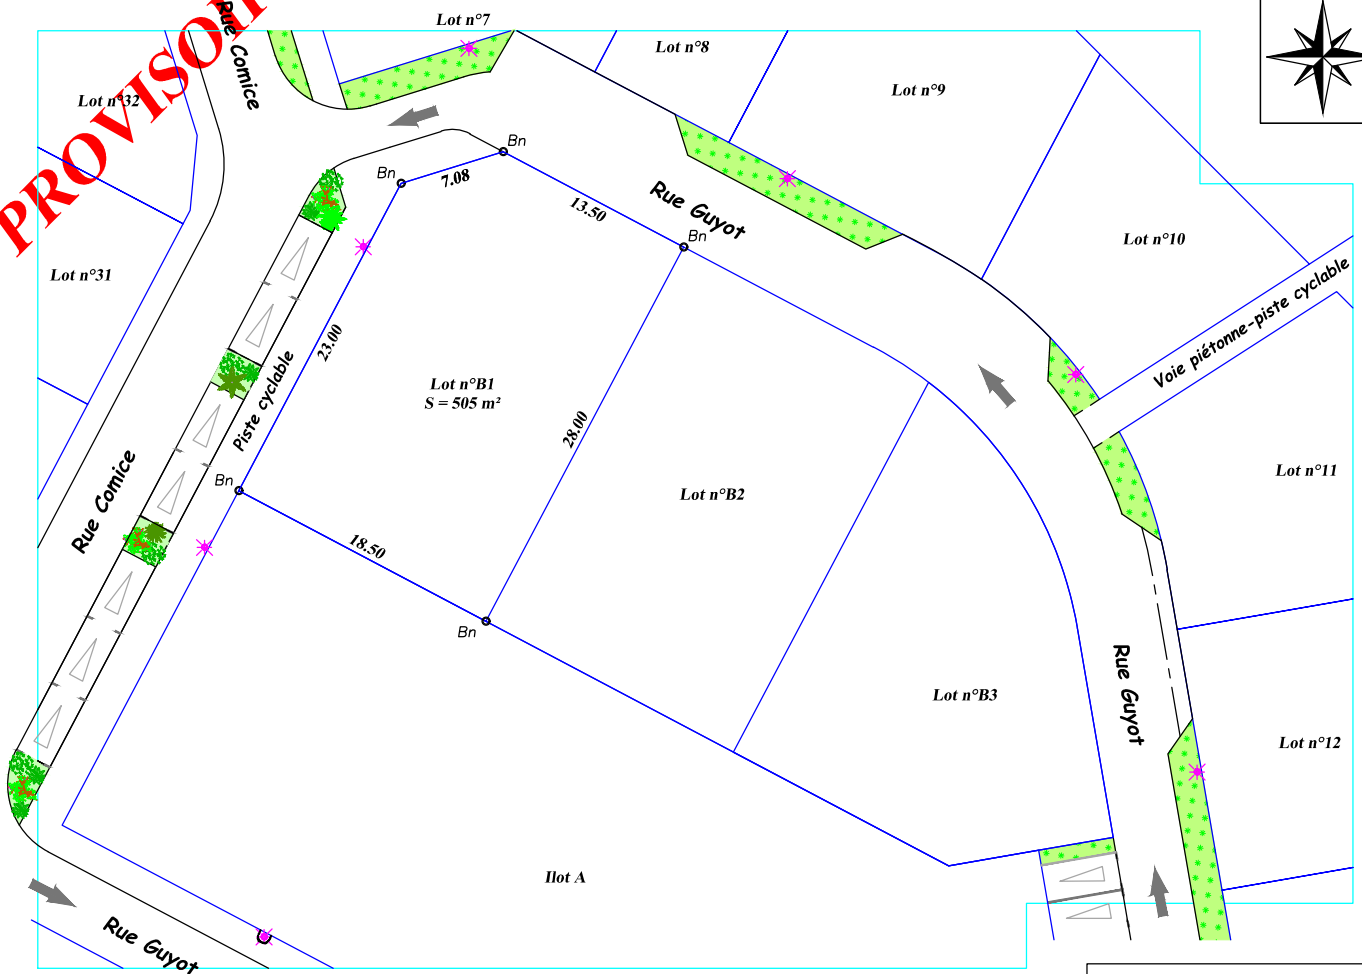 Lot n°7
Rue Comice
Lot n°8
Lot n°9
Lot n°32
Bn
Bn
7.08
13.50
Rue Guyot
Bn
Lot n°10
Lot n°31
Voie piétonne-piste cyclable
23.00
Piste cyclable
Lot n°B1
S = 505 m²
28.00
Bn
Lot n°B2
Lot n°11
Rue Comice
18.50
Bn
Rue Guyot
Lot n°B3
Lot n°12
Ilot A
Rue Guyot